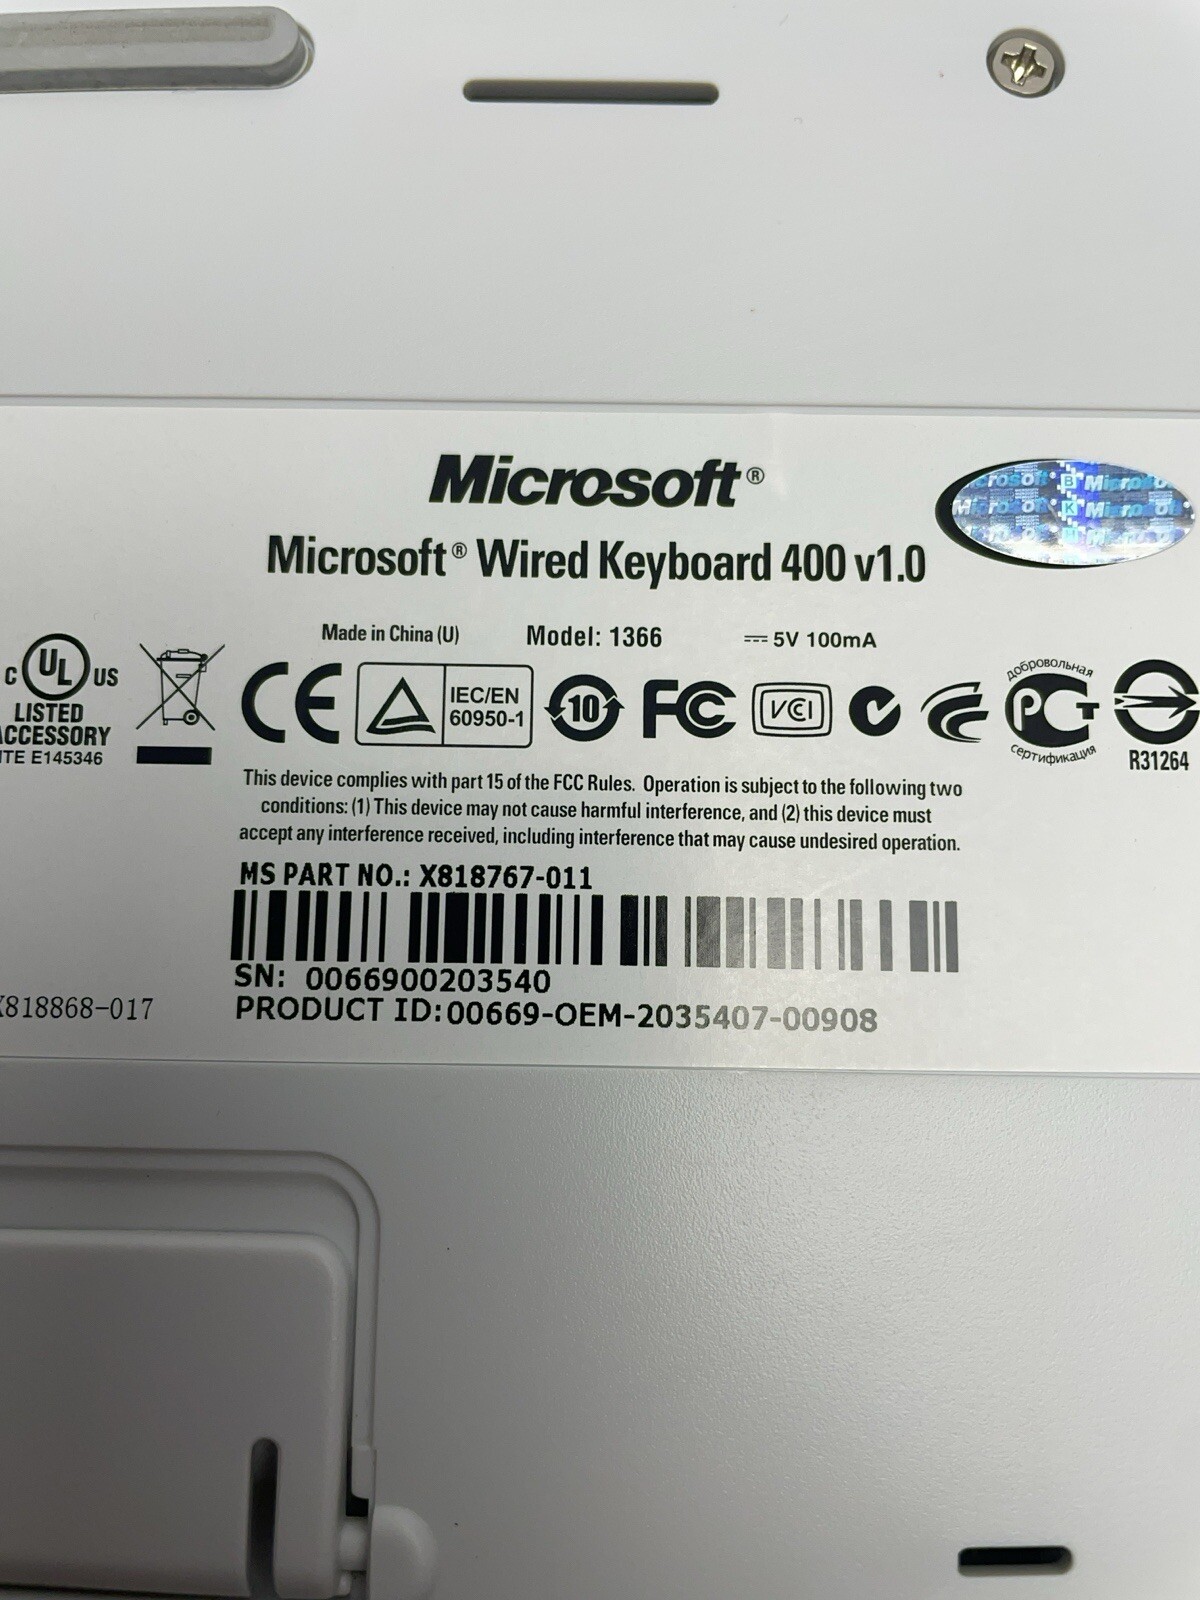 Microsoft®
Microsoft® Wired Keyboard 400 v1.0
Made in China (U) Model: 1366 5V 100mA
C UL US
LISTED
ACCESSORY
ITE E145346
CE
IEC/EN
60950-1
10
FC
VCI
добровольная
РСТ
сертификация
R31264
This device complies with part 15 of the FCC Rules. Operation is subject to the following two
conditions: (1) This device may not cause harmful interference, and (2) this device must
accept any interference received, including interference that may cause undesired operation.
MS PART NO.: X818767-011
SN: 0066900203540
PRODUCT ID:00669-OEM-2035407-00908
X818868-017